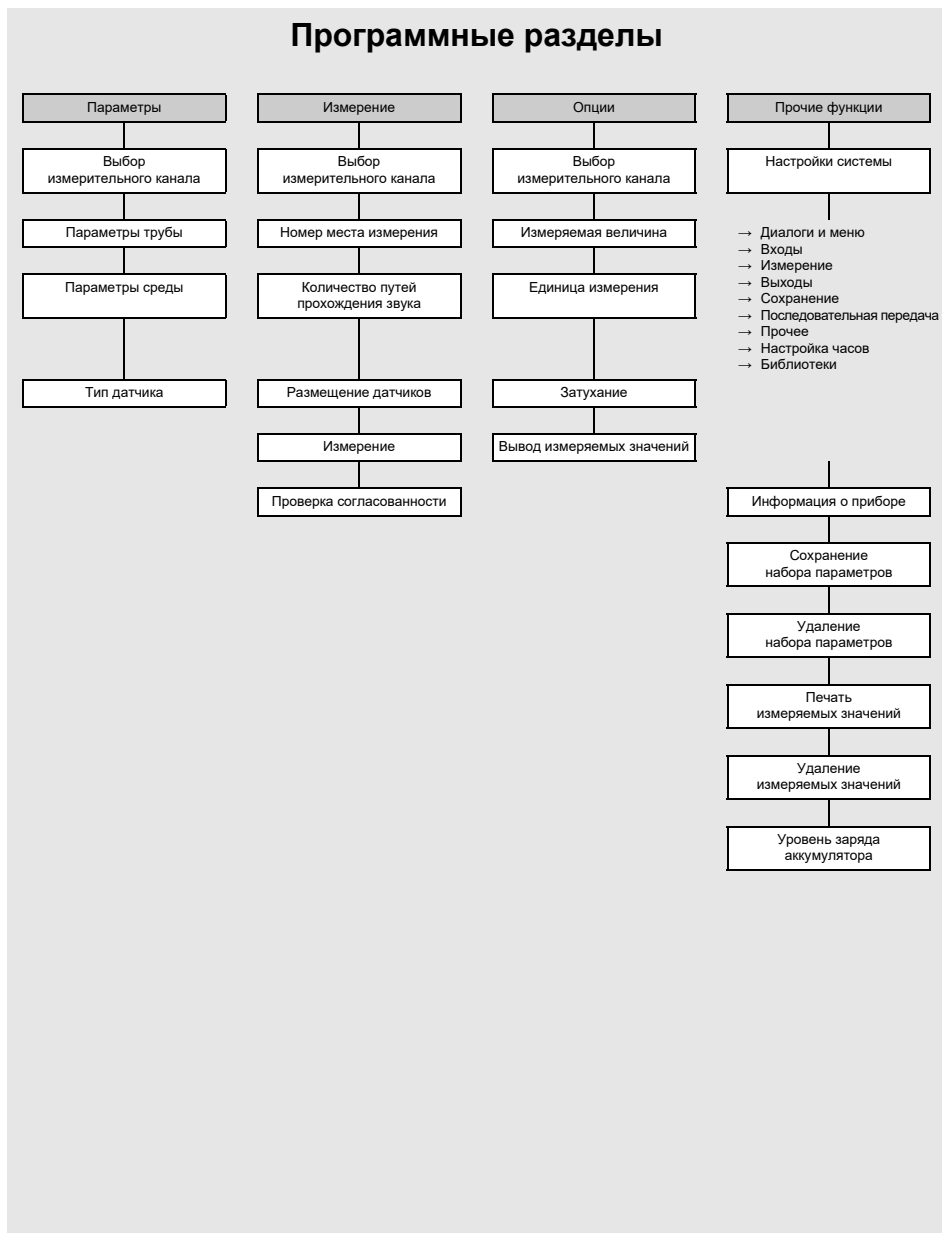 Программные разделы
Параметры
Выбор
измерительного канала
Параметры трубы
Параметры среды
Тип датчика
Измерение
Выбор
измерительного канала
Номер места измерения
Количество путей
прохождения звука
Размещение датчиков
Измерение
Проверка согласованности
Опции
Выбор
измерительного канала
Измеряемая величина
Единица измерения
Затухание
Вывод измеряемых значений
Прочие функции
Настройки системы
→ Диалоги и меню
→ Входы
→ Измерение
→ Выходы
→ Сохранение
→ Последовательная передача
→ Прочее
→ Настройка часов
→ Библиотеки
Информация о приборе
Сохранение
набора параметров
Удаление
набора параметров
Печать
измеряемых значений
Удаление
измеряемых значений
Уровень заряда
аккумулятора